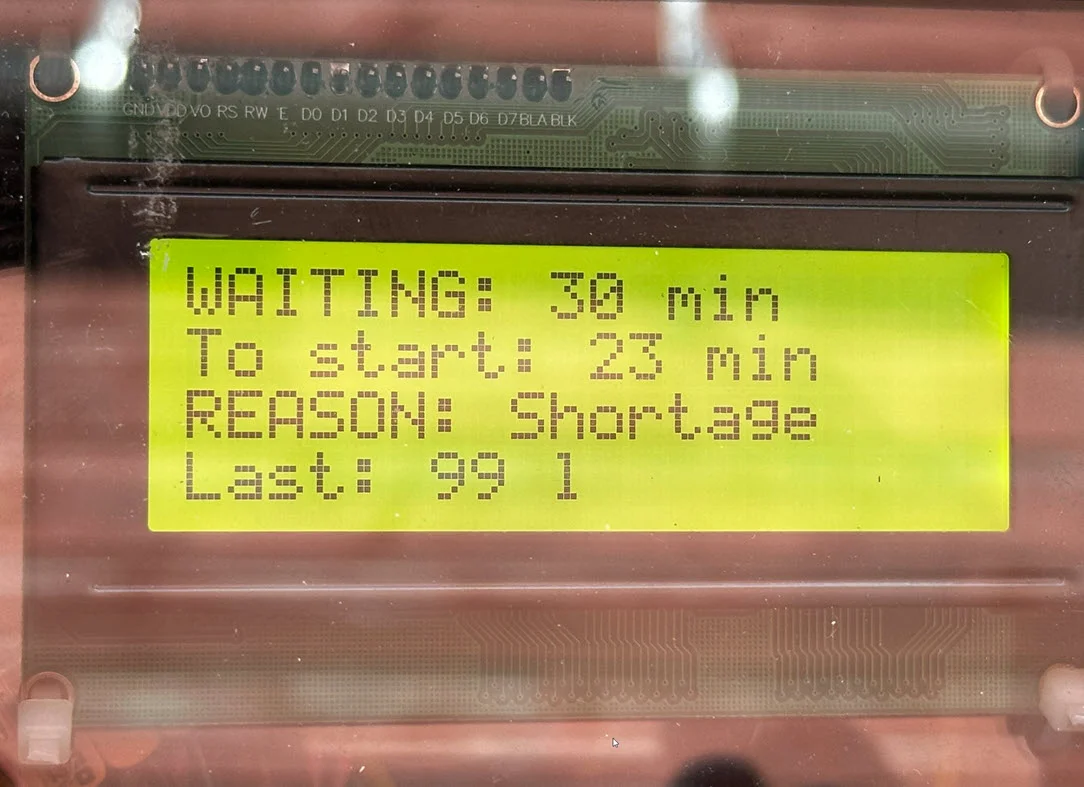 GND VDD VO RS RW E D0 D1 D2 D3 D4 D5 D6 D7 BLA BLK
WAITING: 30 min
To start: 23 min
REASON: Shortage
Last: 99 l